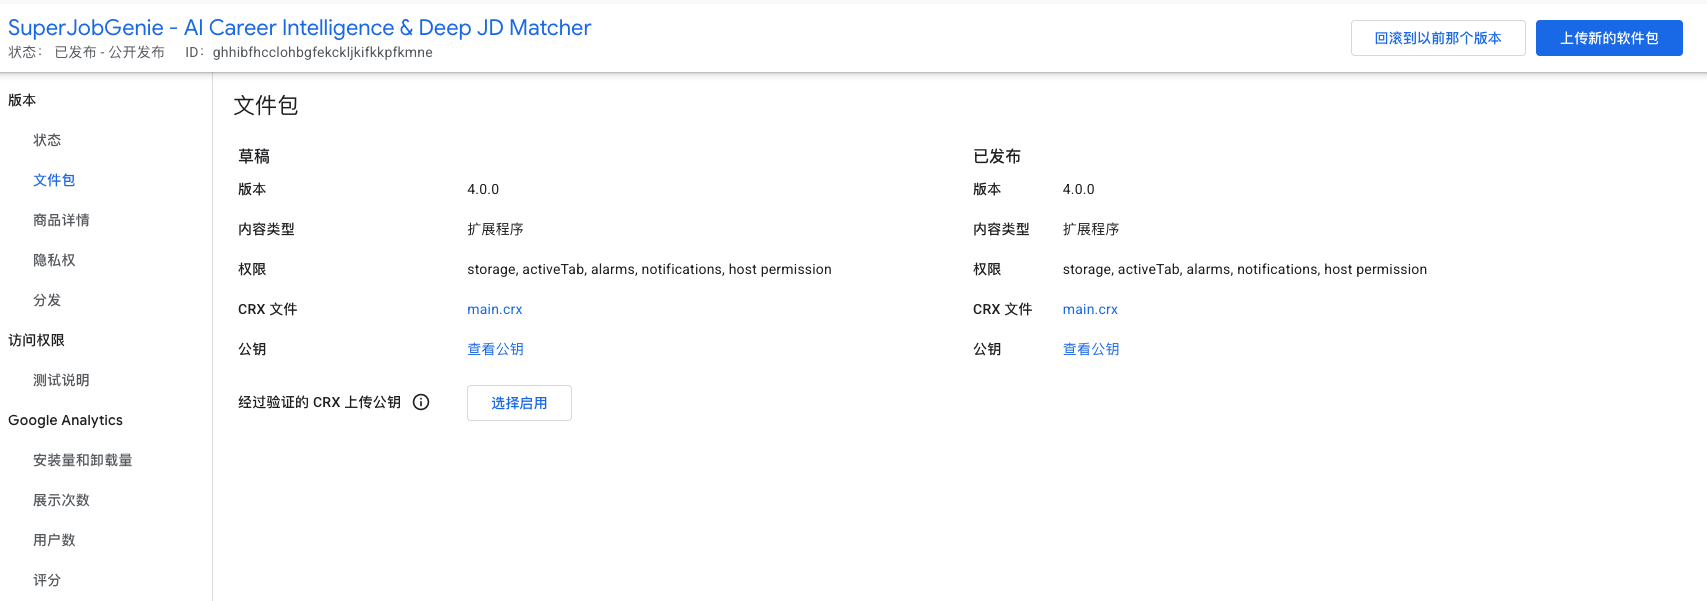 SuperJobGenie - AI Career Intelligence & Deep JD Matcher
状态： 已发布 - 公开发布 ID： ghhibfhcclohbgfekckljkifkkpfkmne
回滚到以前那个版本
上传新的软件包
版本
状态
文件包
商品详情
隐私权
分发
访问权限
测试说明
Google Analytics
安装量和卸载量
展示次数
用户数
评分
文件包
草稿
版本 4.0.0
内容类型 扩展程序
权限 storage, activeTab, alarms, notifications, host permission
CRX 文件 main.crx
公钥 查看公钥
经过验证的 CRX 上传公钥 选择启用
已发布
版本 4.0.0
内容类型 扩展程序
权限 storage, activeTab, alarms, notifications, host permission
CRX 文件 main.crx
公钥 查看公钥